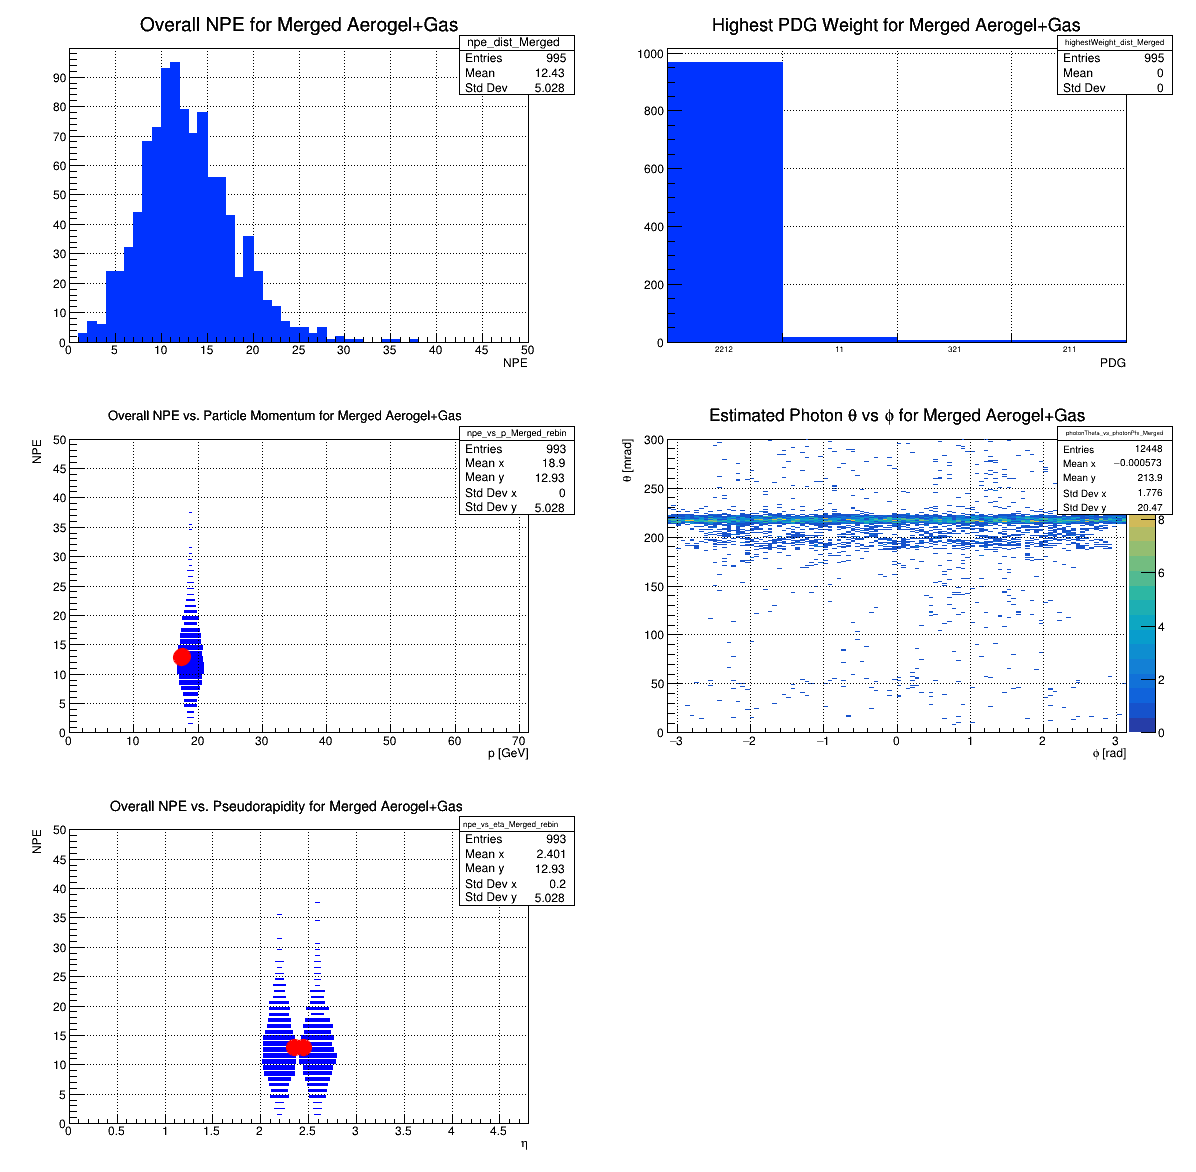 Overall NPE for Merged Aerogel+Gas
npe_dist_Merged
Entries 995
Mean 12.43
Std Dev 5.028
90
80
70
60
50
40
30
20
10
0
0 5 10 15 20 25 30 35 40 45 50
NPE
Highest PDG Weight for Merged Aerogel+Gas
highestWeight_dist_Merged
Entries 995
Mean 0
Std Dev 0
1000
800
600
400
200
0
2212 11 321 211
PDG
Overall NPE vs. Particle Momentum for Merged Aerogel+Gas
npe_vs_p_Merged_rebin
Entries 993
Mean x 18.9
Mean y 12.93
Std Dev x 0
Std Dev y 5.028
NPE
50
45
40
35
30
25
20
15
10
5
0
0 10 20 30 40 50 60 70
p [GeV]
Estimated Photon θ vs ϕ for Merged Aerogel+Gas
photonTheta_vs_photonPhi_Merged
Entries 12448
Mean x −0.000573
Mean y 213.9
Std Dev x 1.776
Std Dev y 20.47
θ [mrad]
300
250
200
150
100
50
0
−3 −2 −1 0 1 2 3
ϕ [rad]
8
6
4
2
0
Overall NPE vs. Pseudorapidity for Merged Aerogel+Gas
npe_vs_eta_Merged_rebin
Entries 993
Mean x 2.401
Mean y 12.93
Std Dev x 0.2
Std Dev y 5.028
NPE
50
45
40
35
30
25
20
15
10
5
0
0 0.5 1 1.5 2 2.5 3 3.5 4 4.5
η